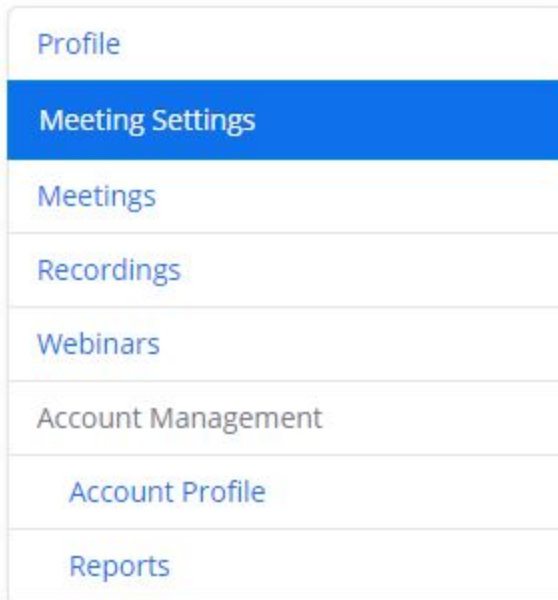 Profile
Meeting Settings
Meetings
Recordings
Webinars
Account Management
Account Profile
Reports